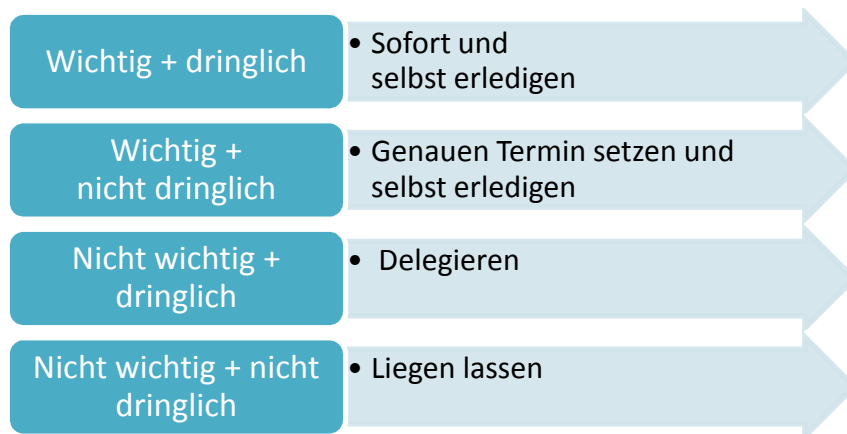 Wichtig + dringlich
• Sofort und
selbst erledigen
Wichtig +
nicht dringlich
• Genauen Termin setzen und
selbst erledigen
Nicht wichtig +
dringlich
• Delegieren
Nicht wichtig + nicht
dringlich
• Liegen lassen